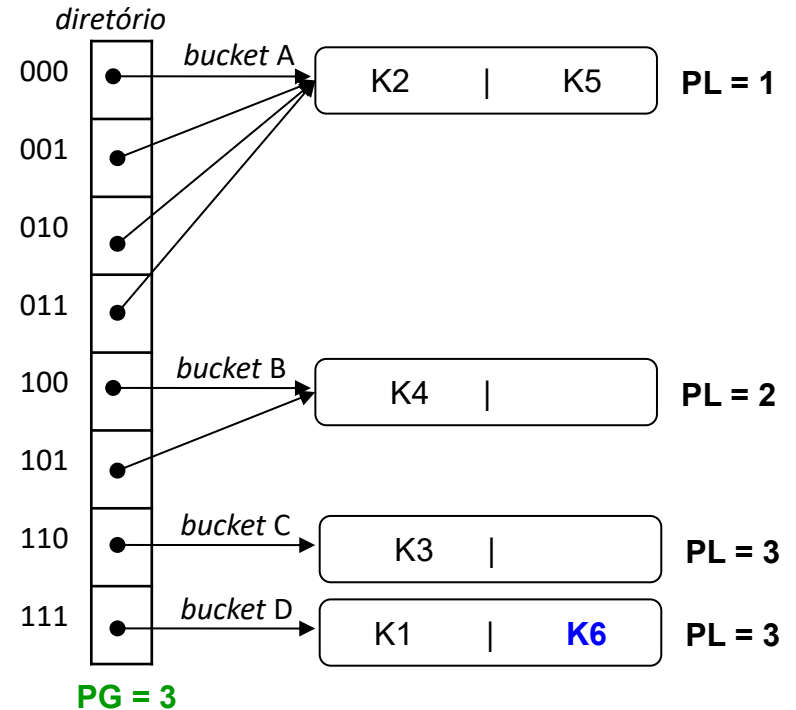 diretório
000 bucket A K2 | K5 PL = 1
001
010
011
100 bucket B K4 | PL = 2
101
110 bucket C K3 | PL = 3
111 bucket D K1 | K6 PL = 3
PG = 3